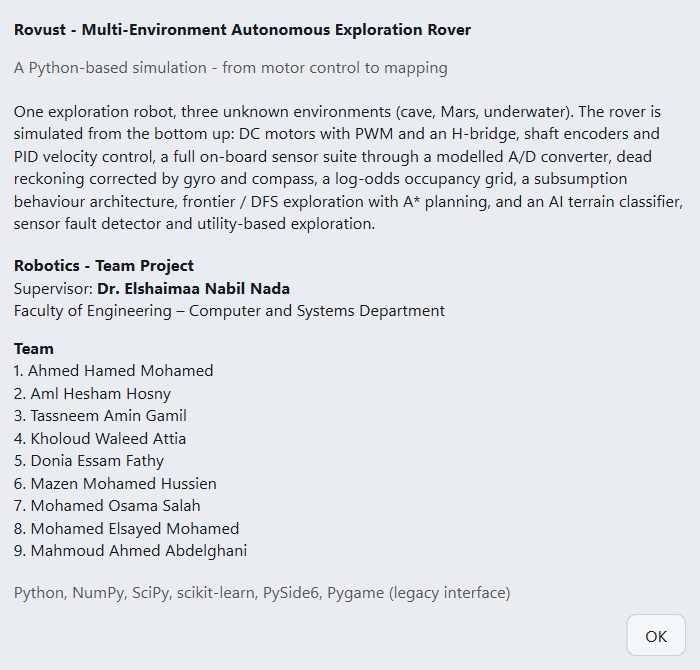 Rovust - Multi-Environment Autonomous Exploration Rover
A Python-based simulation - from motor control to mapping
One exploration robot, three unknown environments (cave, Mars, underwater). The rover is
simulated from the bottom up: DC motors with PWM and an H-bridge, shaft encoders and
PID velocity control, a full on-board sensor suite through a modelled A/D converter, dead
reckoning corrected by gyro and compass, a log-odds occupancy grid, a subsumption
behaviour architecture, frontier / DFS exploration with A* planning, and an AI terrain classifier,
sensor fault detector and utility-based exploration.
Robotics - Team Project
Supervisor: Dr. Elshaimaa Nabil Nada
Faculty of Engineering – Computer and Systems Department
Team
1. Ahmed Hamed Mohamed
2. Aml Hesham Hosny
3. Tassneem Amin Gamil
4. Kholoud Waleed Attia
5. Donia Essam Fathy
6. Mazen Mohamed Hussien
7. Mohamed Osama Salah
8. Mohamed Elsayed Mohamed
9. Mahmoud Ahmed Abdelghani
Python, NumPy, SciPy, scikit-learn, PySide6, Pygame (legacy interface)
OK